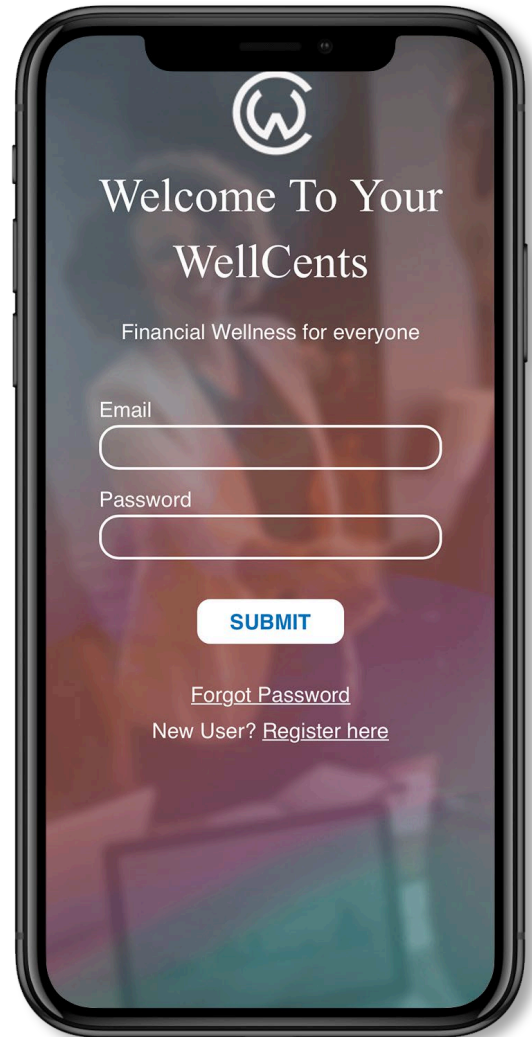 Welcome To Your
WellCents
Financial Wellness for everyone
Email
Password
SUBMIT
Forgot Password
New User? Register here